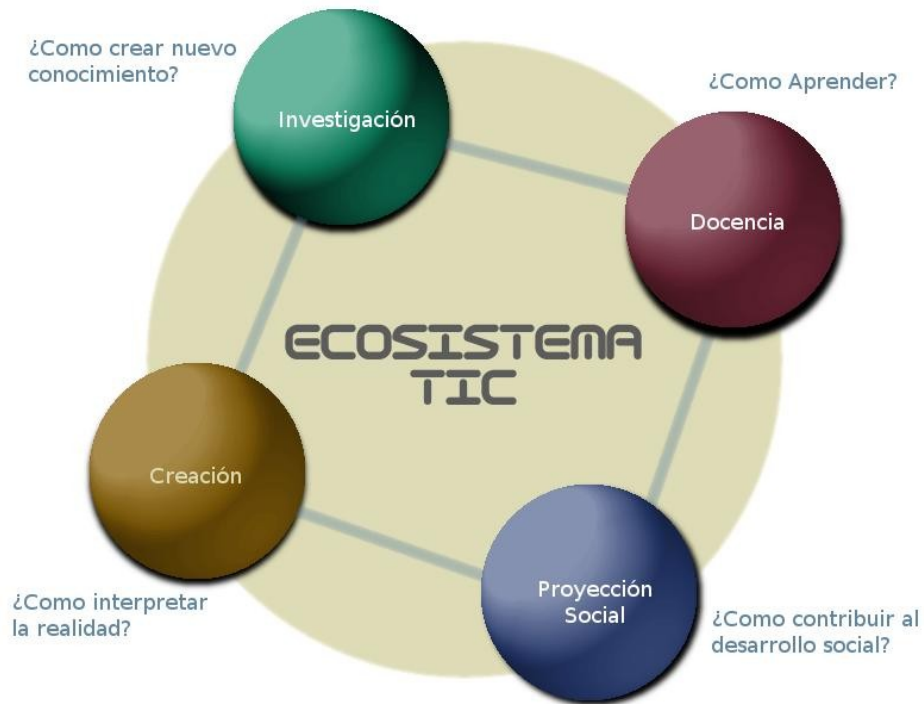 ¿Como crear nuevo
conocimiento?
Investigación
¿Como Aprender?
Docencia
ECOSISTEMA
TIC
Creación
¿Como interpretar
la realidad?
Proyección
Social
¿Como contribuir al
desarrollo social?